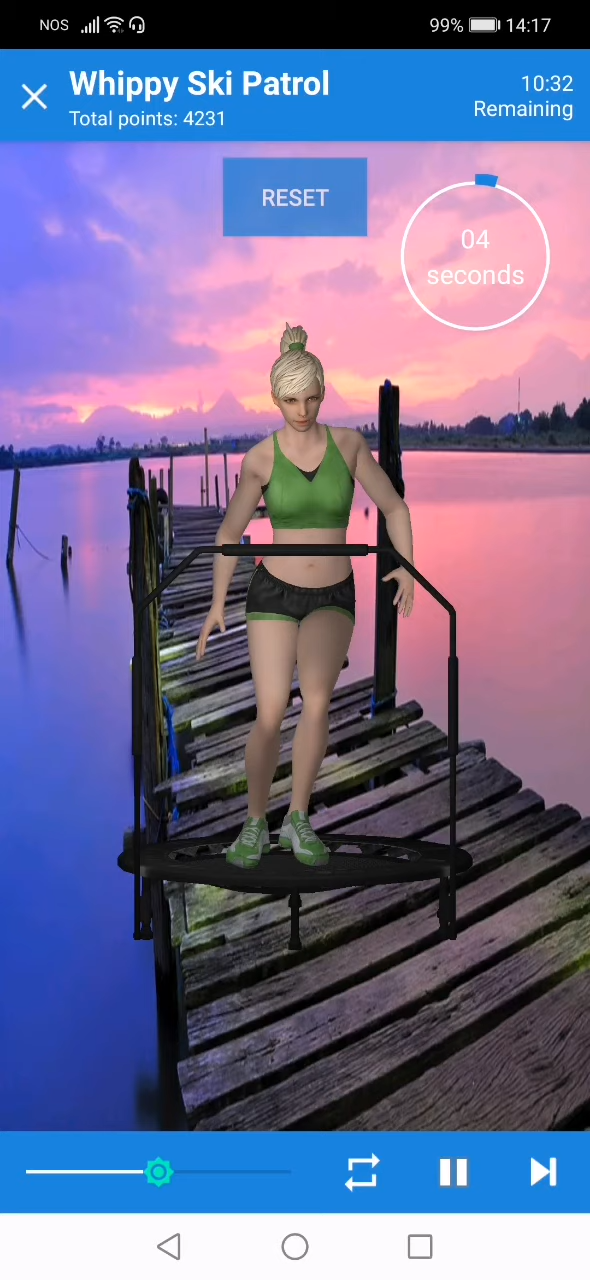 NOS 99% 14:17
Whippy Ski Patrol
Total points: 4231
10:32
Remaining
RESET
04
seconds